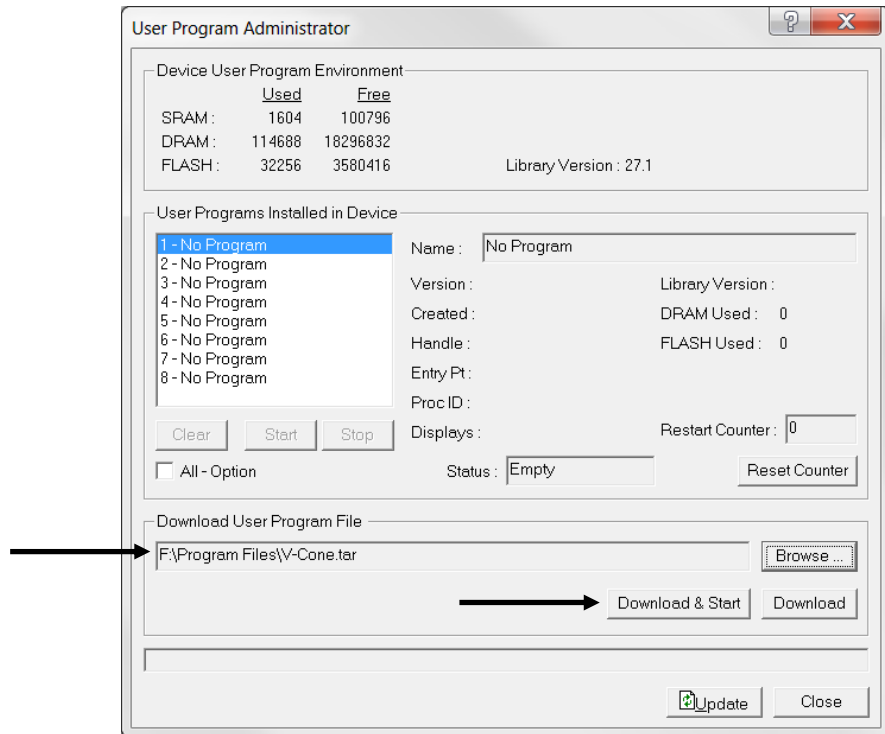 User Program Administrator
Device User Program Environment
Used Free
SRAM : 1604 100796
DRAM : 114688 18296832
FLASH : 32256 3580416 Library Version : 27.1
User Programs Installed in Device
1 - No Program
2 - No Program
3 - No Program
4 - No Program
5 - No Program
6 - No Program
7 - No Program
8 - No Program
Name : No Program
Version : Library Version :
Created : DRAM Used : 0
Handle : FLASH Used : 0
Entry Pt :
Proc ID :
Displays : Restart Counter : 0
Clear Start Stop
All - Option
Status : Empty Reset Counter
Download User Program File
F:\Program Files\V-Cone.tar Browse ...
Download & Start Download
Update Close